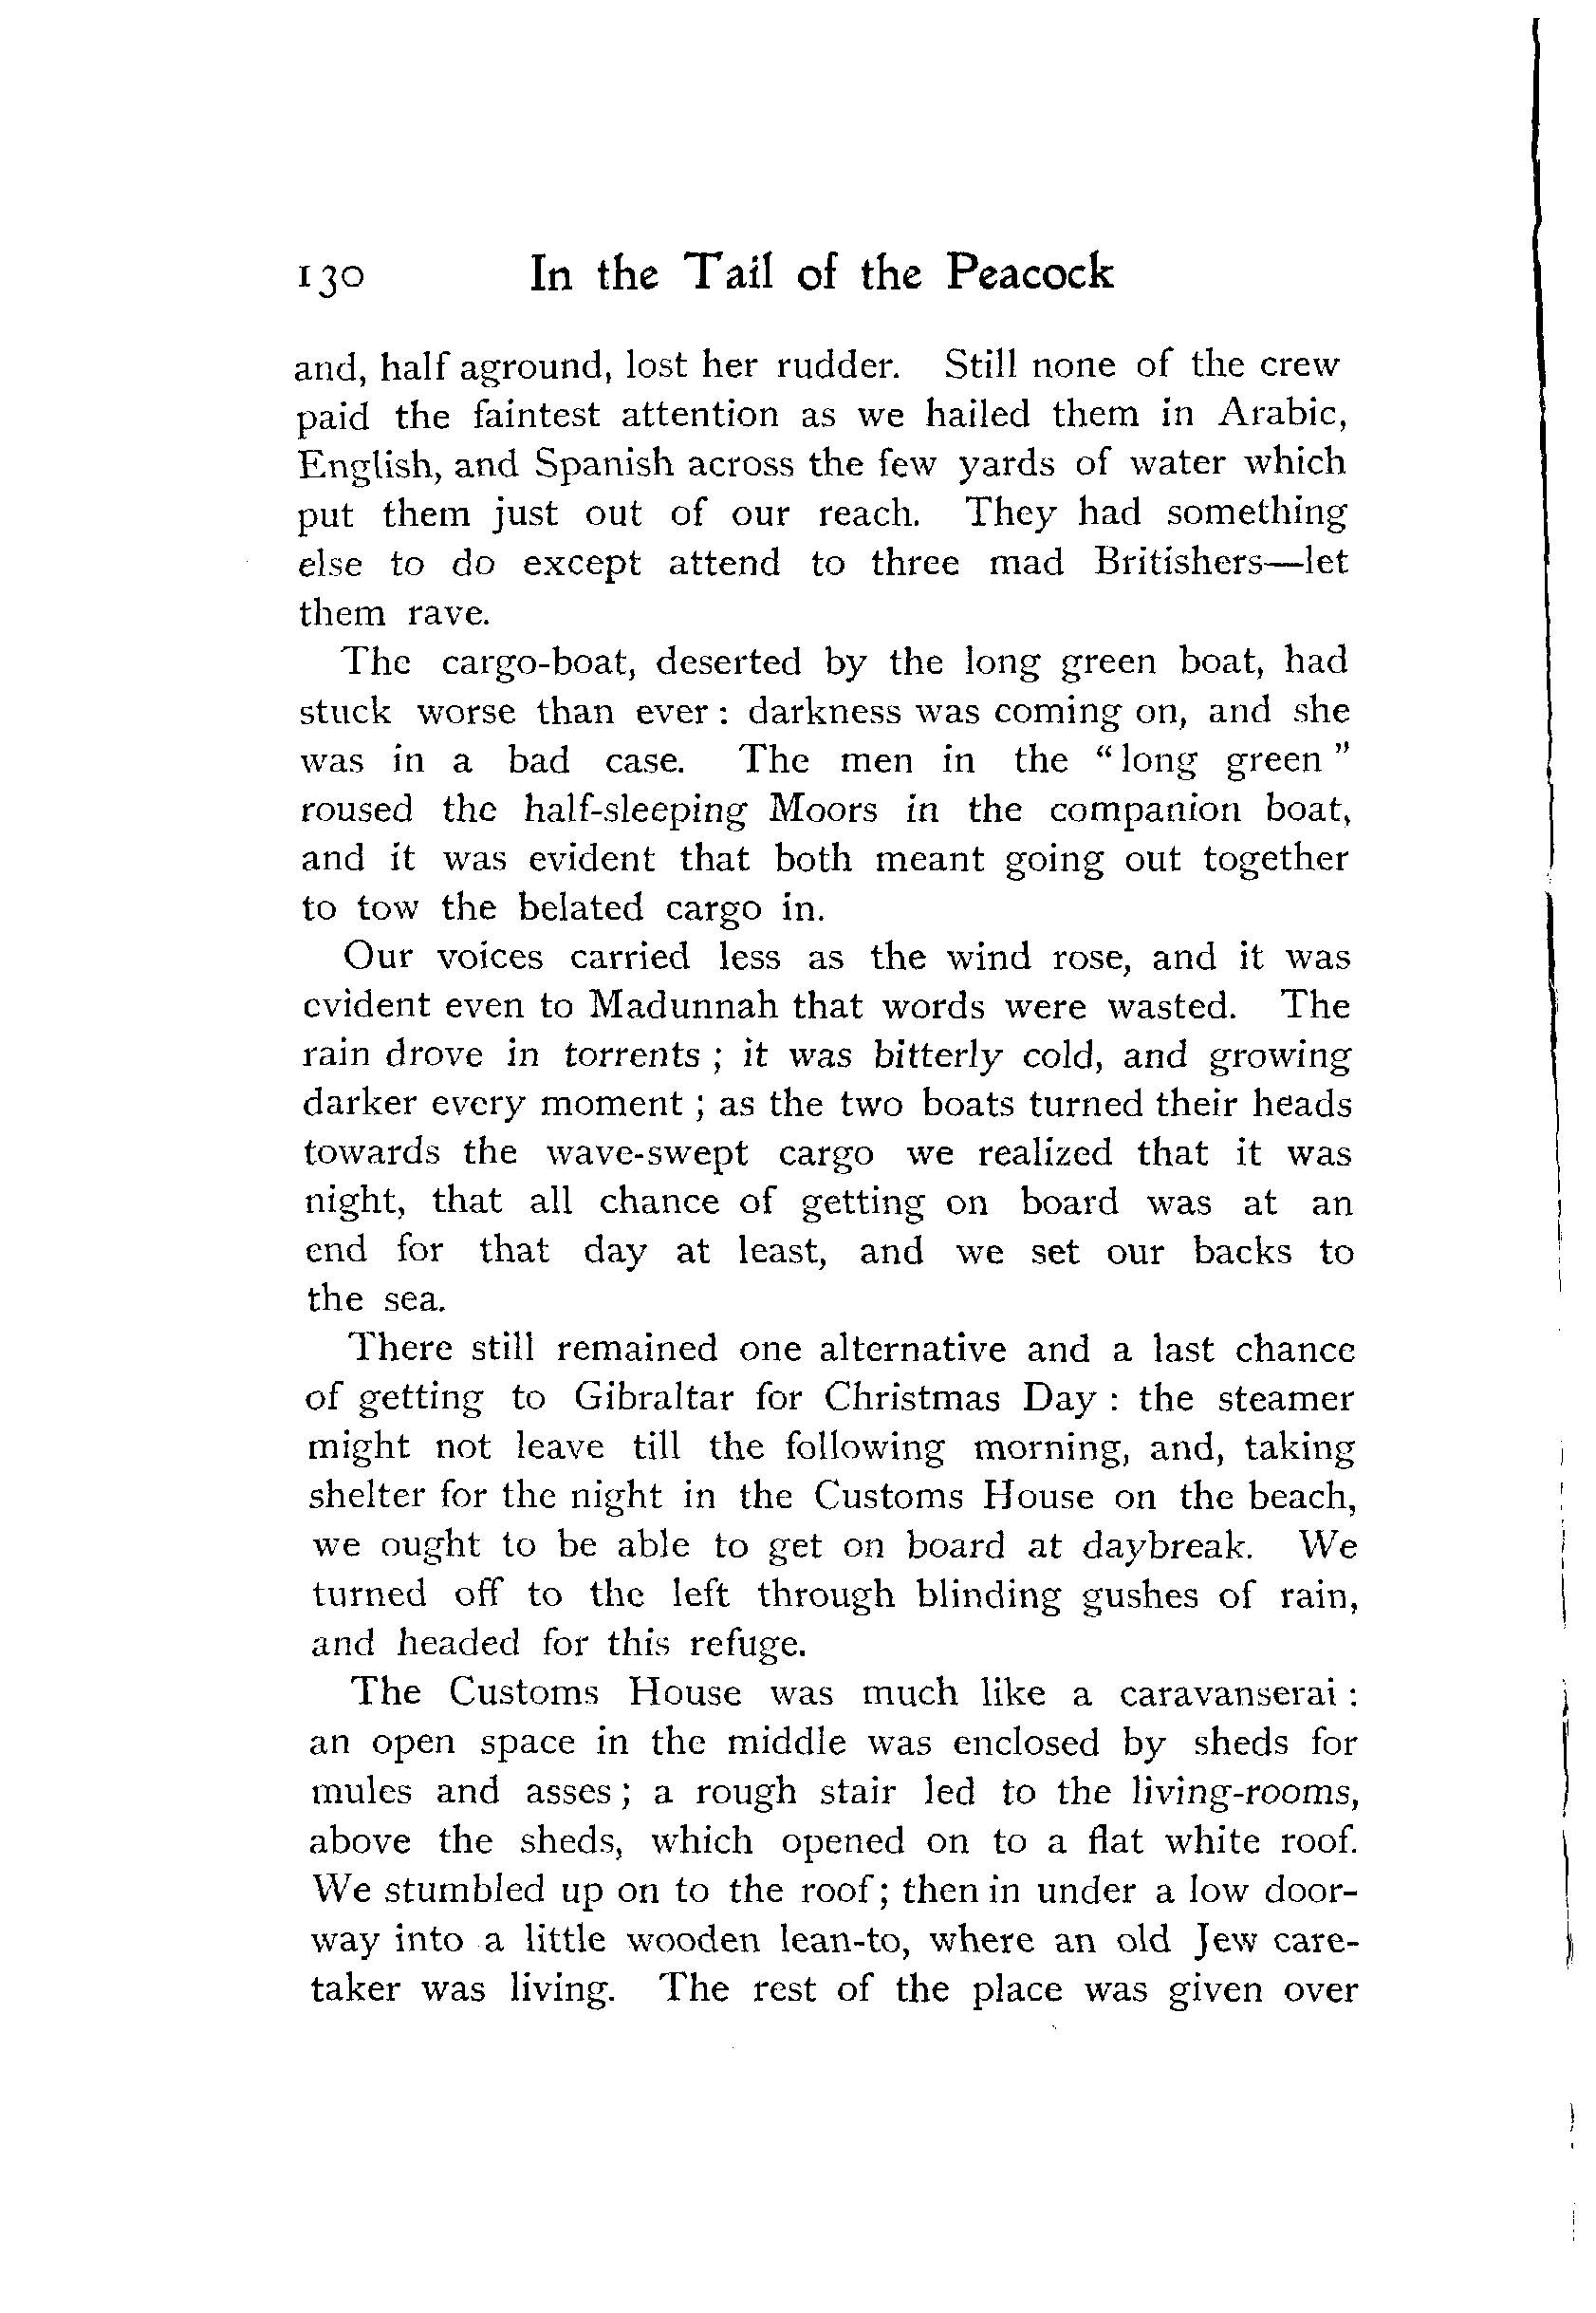 130 In the Tail of the Peacock
and, half aground, lost her rudder. Still none of the crew
paid the faintest attention as we hailed them in Arabic,
English, and Spanish across the few yards of water which
put them just out of our reach. They had something
else to do except attend to three mad Britishers—let
them rave.
The cargo-boat, deserted by the long green boat, had
stuck worse than ever : darkness was coming on, and she
was in a bad case. The men in the “long green”
roused the half-sleeping Moors in the companion boat,
and it was evident that both meant going out together
to tow the belated cargo in.
Our voices carried less as the wind rose, and it was
evident even to Madunnah that words were wasted. The
rain drove in torrents ; it was bitterly cold, and growing
darker every moment ; as the two boats turned their heads
towards the wave-swept cargo we realized that it was
night, that all chance of getting on board was at an
end for that day at least, and we set our backs to
the sea.
There still remained one alternative and a last chance
of getting to Gibraltar for Christmas Day : the steamer
might not leave till the following morning, and, taking
shelter for the night in the Customs House on the beach,
we ought to be able to get on board at daybreak. We
turned off to the left through blinding gushes of rain,
and headed for this refuge.
The Customs House was much like a caravanserai :
an open space in the middle was enclosed by sheds for
mules and asses ; a rough stair led to the living-rooms,
above the sheds, which opened on to a flat white roof.
We stumbled up on to the roof ; then in under a low door-
way into a little wooden lean-to, where an old Jew care-
taker was living. The rest of the place was given over